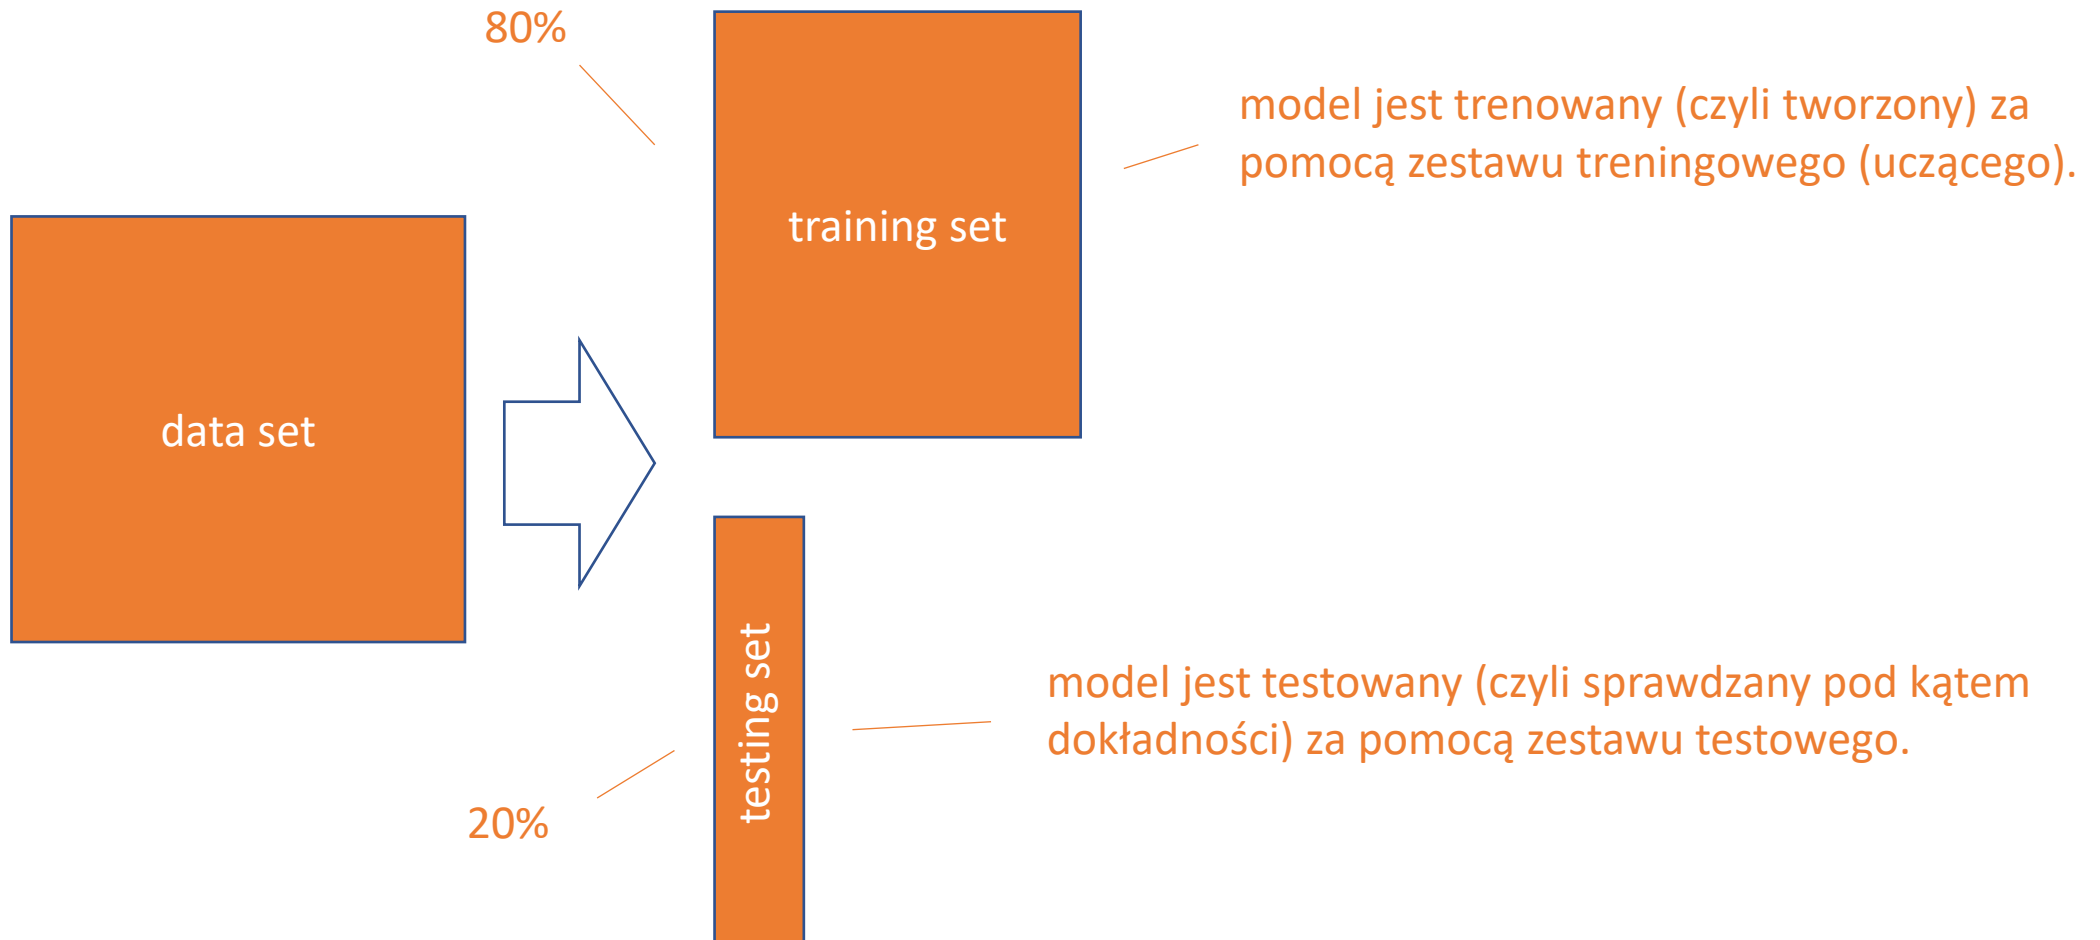 80%
training set
model jest trenowany (czyli tworzony) za
pomocą zestawu treningowego (uczącego).
data set
testing set
20%
model jest testowany (czyli sprawdzany pod kątem
dokładności) za pomocą zestawu testowego.